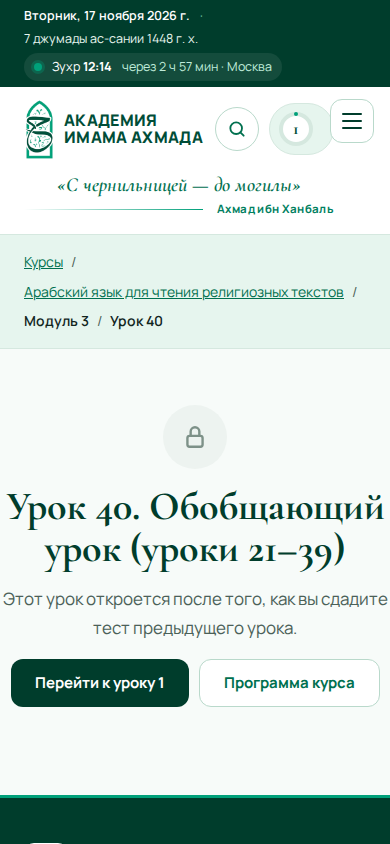 Вторник, 17 ноября 2026 г. ·
7 джумады ас-сании 1448 г. х.
Зухр 12:14 через 2 ч 57 мин · Москва
АКАДЕМИЯ
ИМАМА АХМАДА
1
«С чернильницей — до могилы»
Ахмад ибн Ханбаль
Курсы /
Арабский язык для чтения религиозных текстов /
Модуль 3 / Урок 40
Урок 40. Обобщающий
урок (уроки 21–39)
Этот урок откроется после того, как вы сдадите
тест предыдущего урока.
Перейти к уроку 1
Программа курса